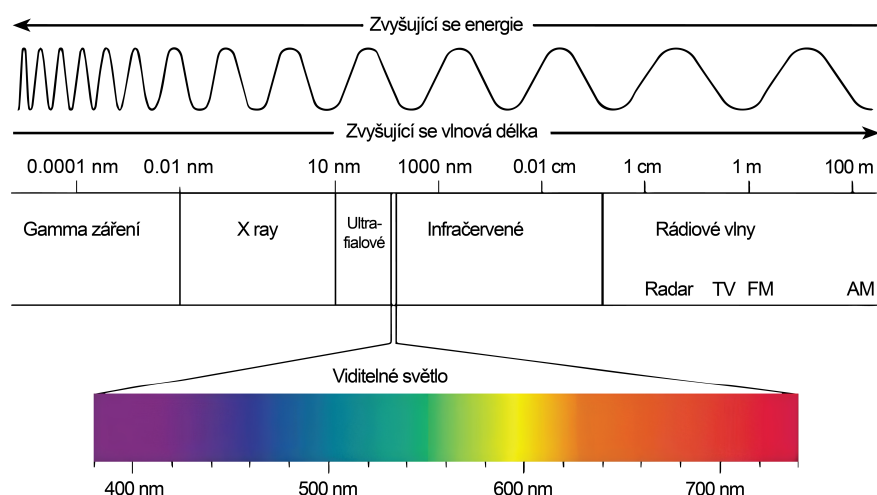 Zvyšující se energie
Zvyšující se vlnová délka
0.0001 nm 0.01 nm 10 nm 1000 nm 0.01 cm 1 cm 1 m 100 m
Gamma záření X ray Ultra-
fialové Infračervené Rádiové vlny
Radar TV FM AM
Viditelné světlo
400 nm 500 nm 600 nm 700 nm